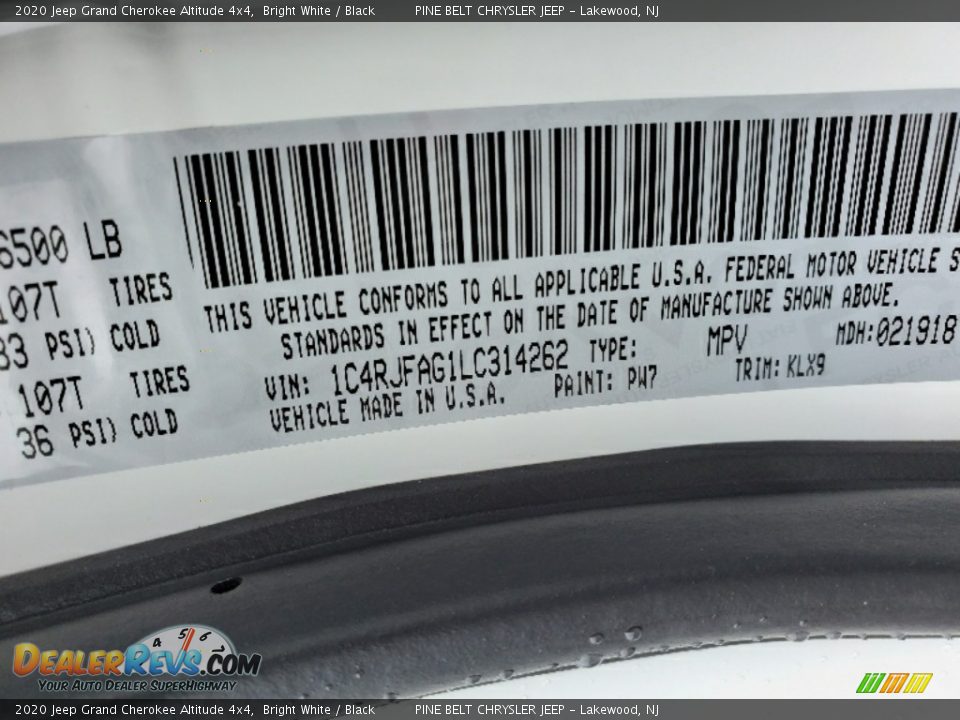 2020 Jeep Grand Cherokee Altitude 4x4, Bright White / Black PINE BELT CHRYSLER JEEP - Lakewood, NJ
6500 LB
107T TIRES
33 PSI) COLD
107T TIRES
36 PSI) COLD
THIS VEHICLE CONFORMS TO ALL APPLICABLE U.S.A. FEDERAL MOTOR VEHICLE S
STANDARDS IN EFFECT ON THE DATE OF MANUFACTURE SHOWN ABOVE.
VIN: 1C4RJFAG1LC314262 TYPE: MPV MDH:021918
VEHICLE MADE IN U.S.A. PAINT: PW7 TRIM: KLX9
4 5 6
DEALERREVS.COM
YOUR AUTO DEALER SUPERHIGHWAY
2020 Jeep Grand Cherokee Altitude 4x4, Bright White / Black PINE BELT CHRYSLER JEEP - Lakewood, NJ